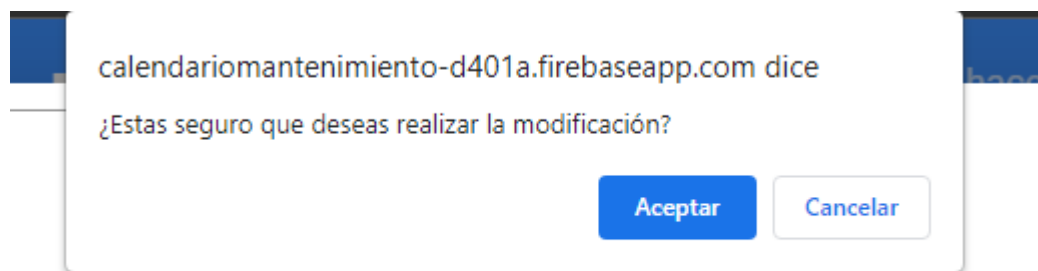 calendariomantenimiento-d401a.firebaseapp.com dice
¿Estas seguro que deseas realizar la modificación?
Aceptar Cancelar